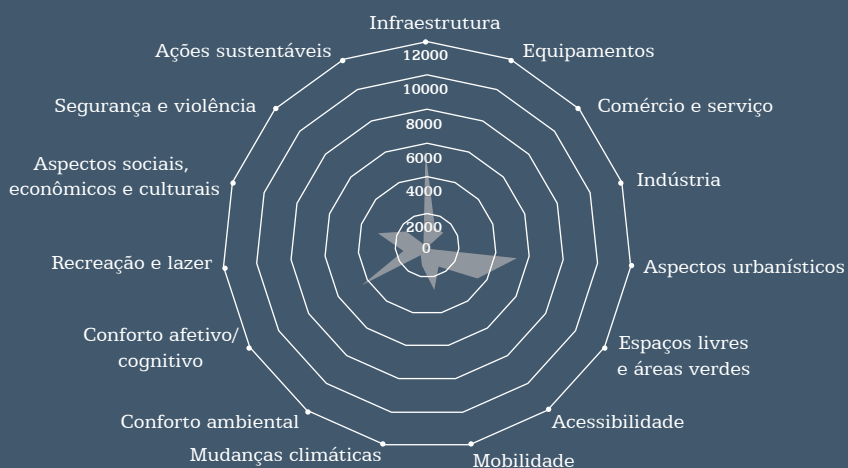 Infraestrutura
Ações sustentáveis
Equipamentos
12000
10000
Segurança e violência
Comércio e serviço
8000
6000
Aspectos sociais,
econômicos e culturais
Indústria
4000
2000
0
Recreação e lazer
Aspectos urbanísticos
Conforto afetivo/
cognitivo
Espaços livres
e áreas verdes
Conforto ambiental
Acessibilidade
Mudanças climáticas
Mobilidade